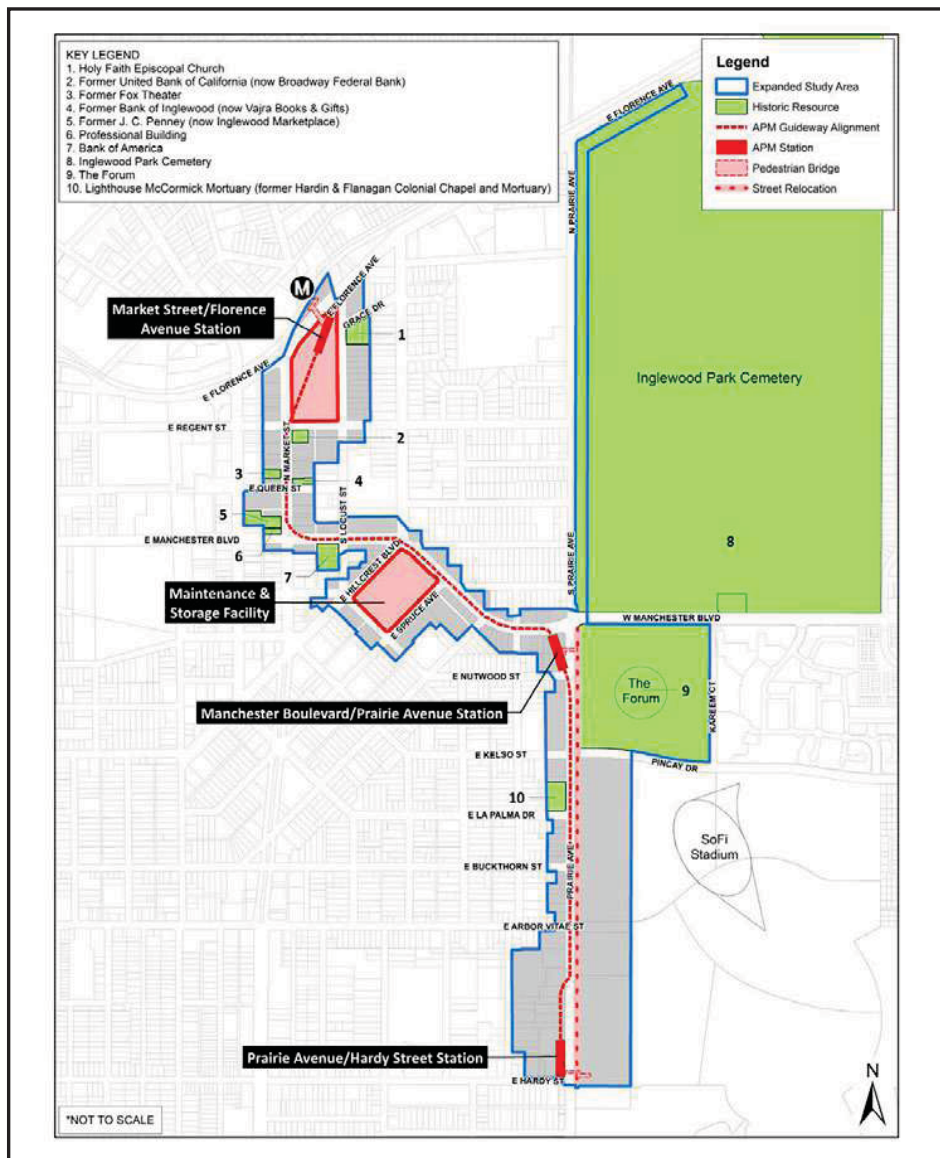 KEY LEGEND
1. Holy Faith Episcopal Church
2. Former United Bank of California (now Broadway Federal Bank)
3. Former Fox Theater
4. Former Bank of Inglewood (now Vajra Books & Gifts)
5. Former J. C. Penney (now Inglewood Marketplace)
6. Professional Building
7. Bank of America
8. Inglewood Park Cemetery
9. The Forum
10. Lighthouse McCormick Mortuary (former Hardin & Flanagan Colonial Chapel and Mortuary)
Legend
Expanded Study Area
Historic Resource
APM Guideway Alignment
APM Station
Pedestrian Bridge
Street Relocation
E FLORENCE AVE
N PRAIRIE AVE
M
E FLORENCE AVE
GRACE DR
Market Street/Florence
Avenue Station
1
E FLORENCE AVE
Inglewood Park Cemetery
E REGENT ST
N MARKET ST
2
3
E QUEEN ST
4
5
S LOCUST ST
E MANCHESTER BLVD
6
7
E HILLCREST BLVD
S PRAIRIE AVE
8
Maintenance &
Storage Facility
E SPRUCE AVE
W MANCHESTER BLVD
E NUTWOOD ST
The
Forum
9
KAREEM CT
Manchester Boulevard/Prairie Avenue Station
E KELSO ST
PINCAY DR
10
E LA PALMA DR
SoFi
Stadium
E BUCKTHORN ST
PRAIRIE AVE
E ARBOR VITAE ST
Prairie Avenue/Hardy Street Station
E HARDY ST
N
*NOT TO SCALE